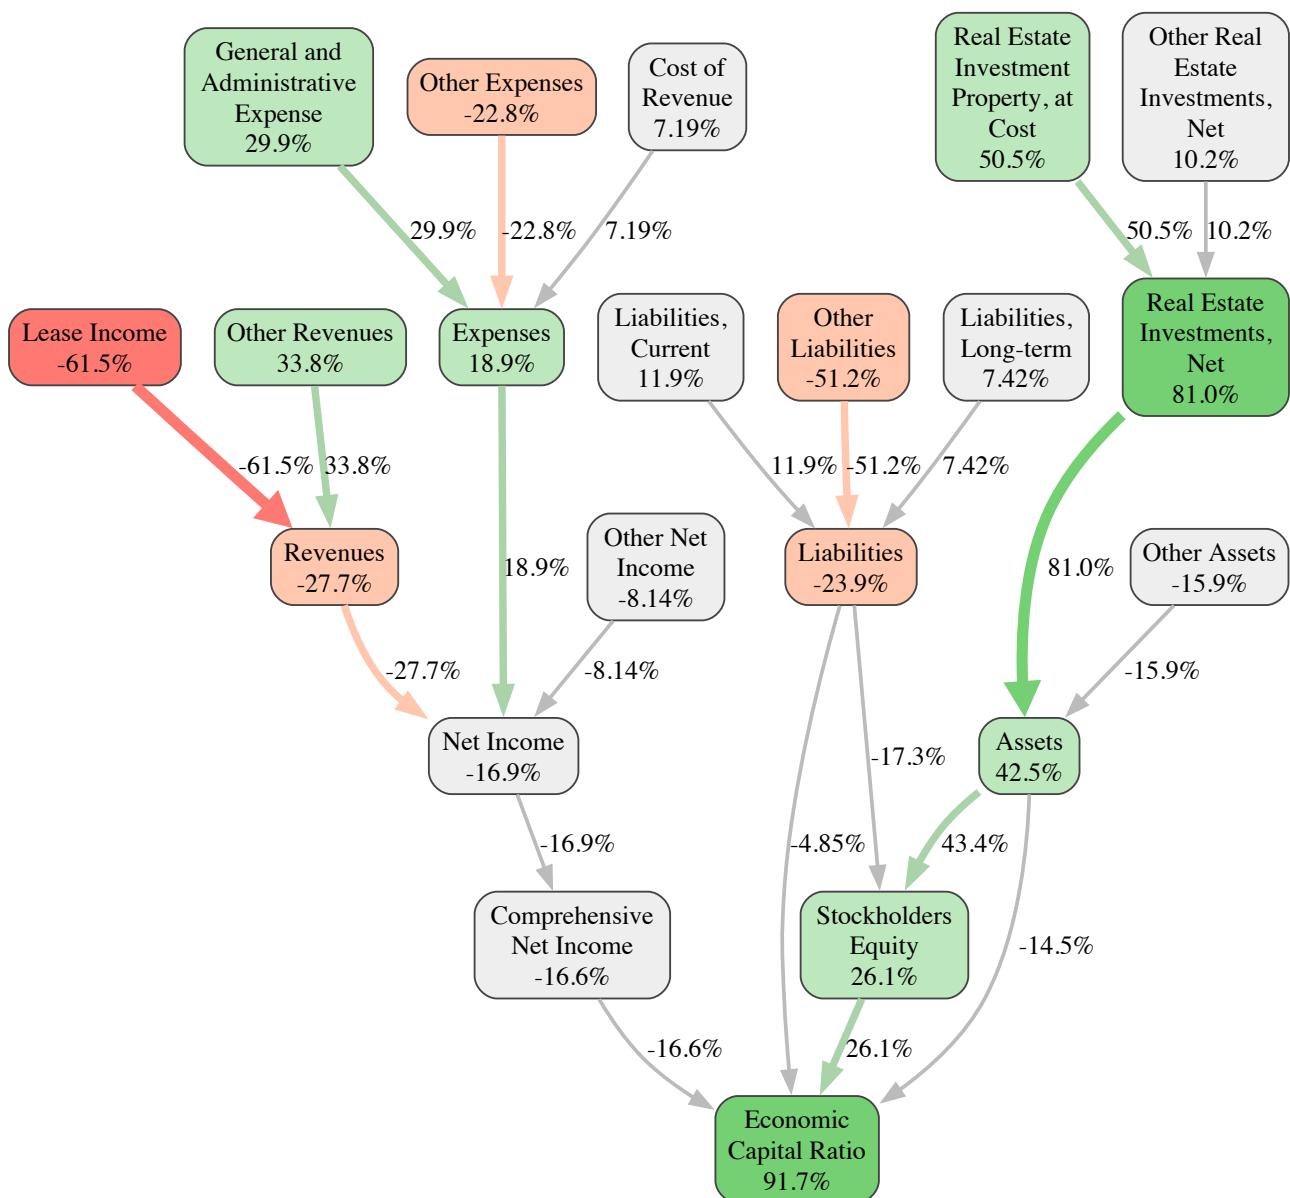 General and
Administrative
Expense
29.9%
Other Expenses
-22.8%
Cost of
Revenue
7.19%
Real Estate
Investment
Property, at
Cost
50.5%
Other Real
Estate
Investments,
Net
10.2%
29.9%
-22.8%
7.19%
50.5%
10.2%
Lease Income
-61.5%
Other Revenues
33.8%
Expenses
18.9%
Liabilities,
Current
11.9%
Other
Liabilities
-51.2%
Liabilities,
Long-term
7.42%
Real Estate
Investments,
Net
81.0%
-61.5%
33.8%
11.9%
-51.2%
7.42%
Revenues
-27.7%
18.9%
Other Net
Income
-8.14%
Liabilities
-23.9%
81.0%
Other Assets
-15.9%
-27.7%
-8.14%
-15.9%
Net Income
-16.9%
-17.3%
Assets
42.5%
-16.9%
-4.85%
43.4%
Comprehensive
Net Income
-16.6%
Stockholders
Equity
26.1%
-14.5%
-16.6%
26.1%
Economic
Capital Ratio
91.7%